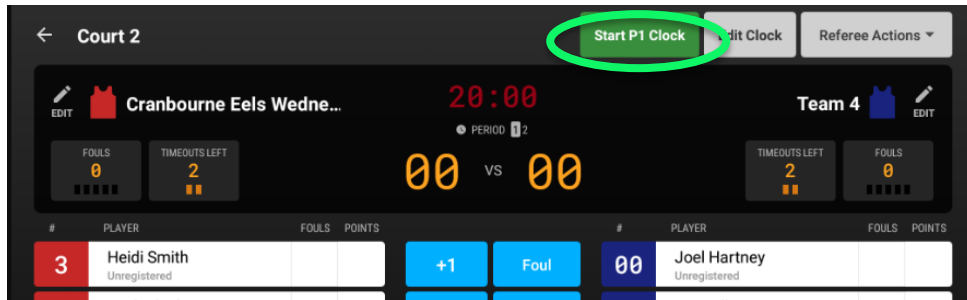 ← Court 2 Start P1 Clock Edit Clock Referee Actions
EDIT Cranbourne Eels Wedne... 20:00 Team 4 EDIT
PERIOD 1 2
FOULS TIMEOUTS LEFT TIMEOUTS LEFT FOULS
0 2 00 VS 00 2 0
# PLAYER FOULS POINTS # PLAYER FOULS POINTS
3 Heidi Smith +1 Foul 00 Joel Hartney
Unregistered Unregistered